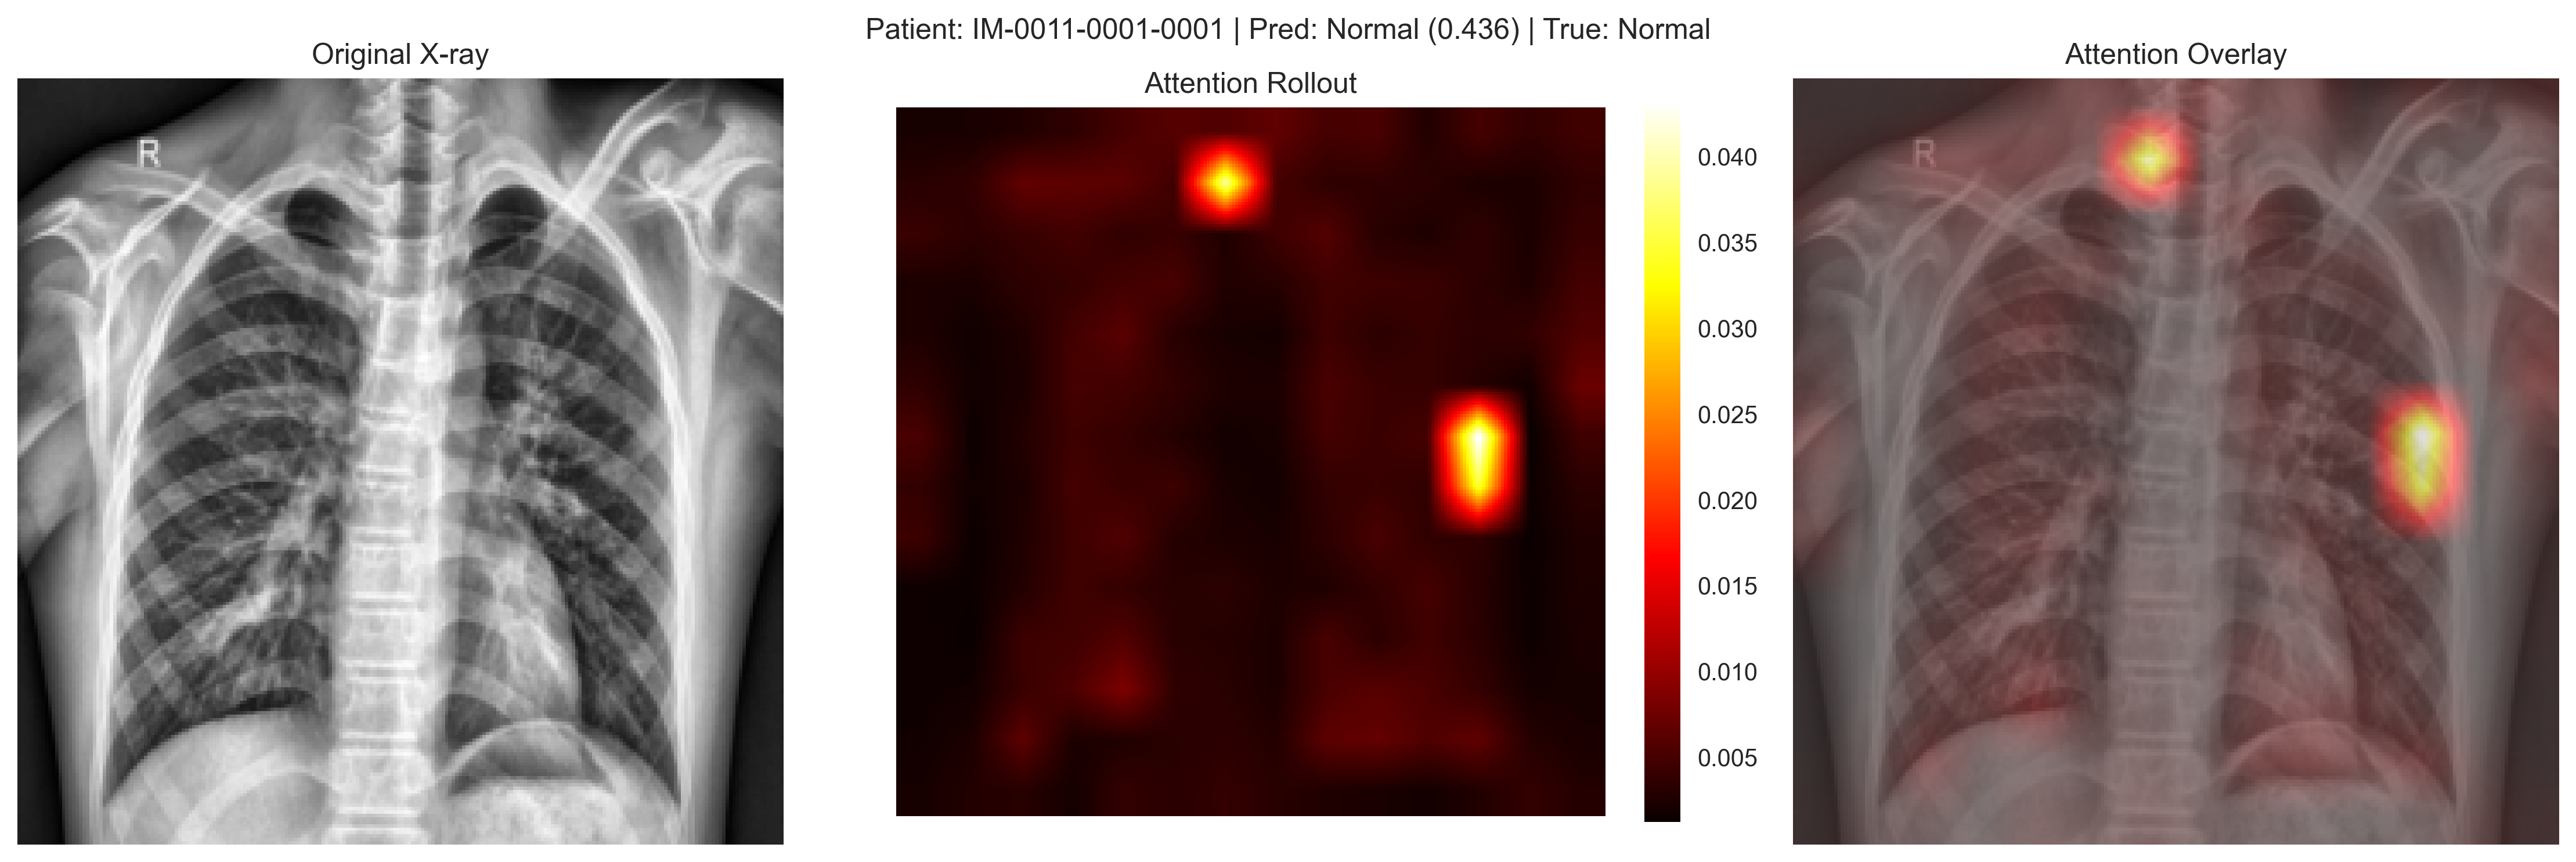 Patient: IM-0011-0001-0001 | Pred: Normal (0.436) | True: Normal
Original X-ray
R
Attention Rollout
0.040
0.035
0.030
0.025
0.020
0.015
0.010
0.005
Attention Overlay
R